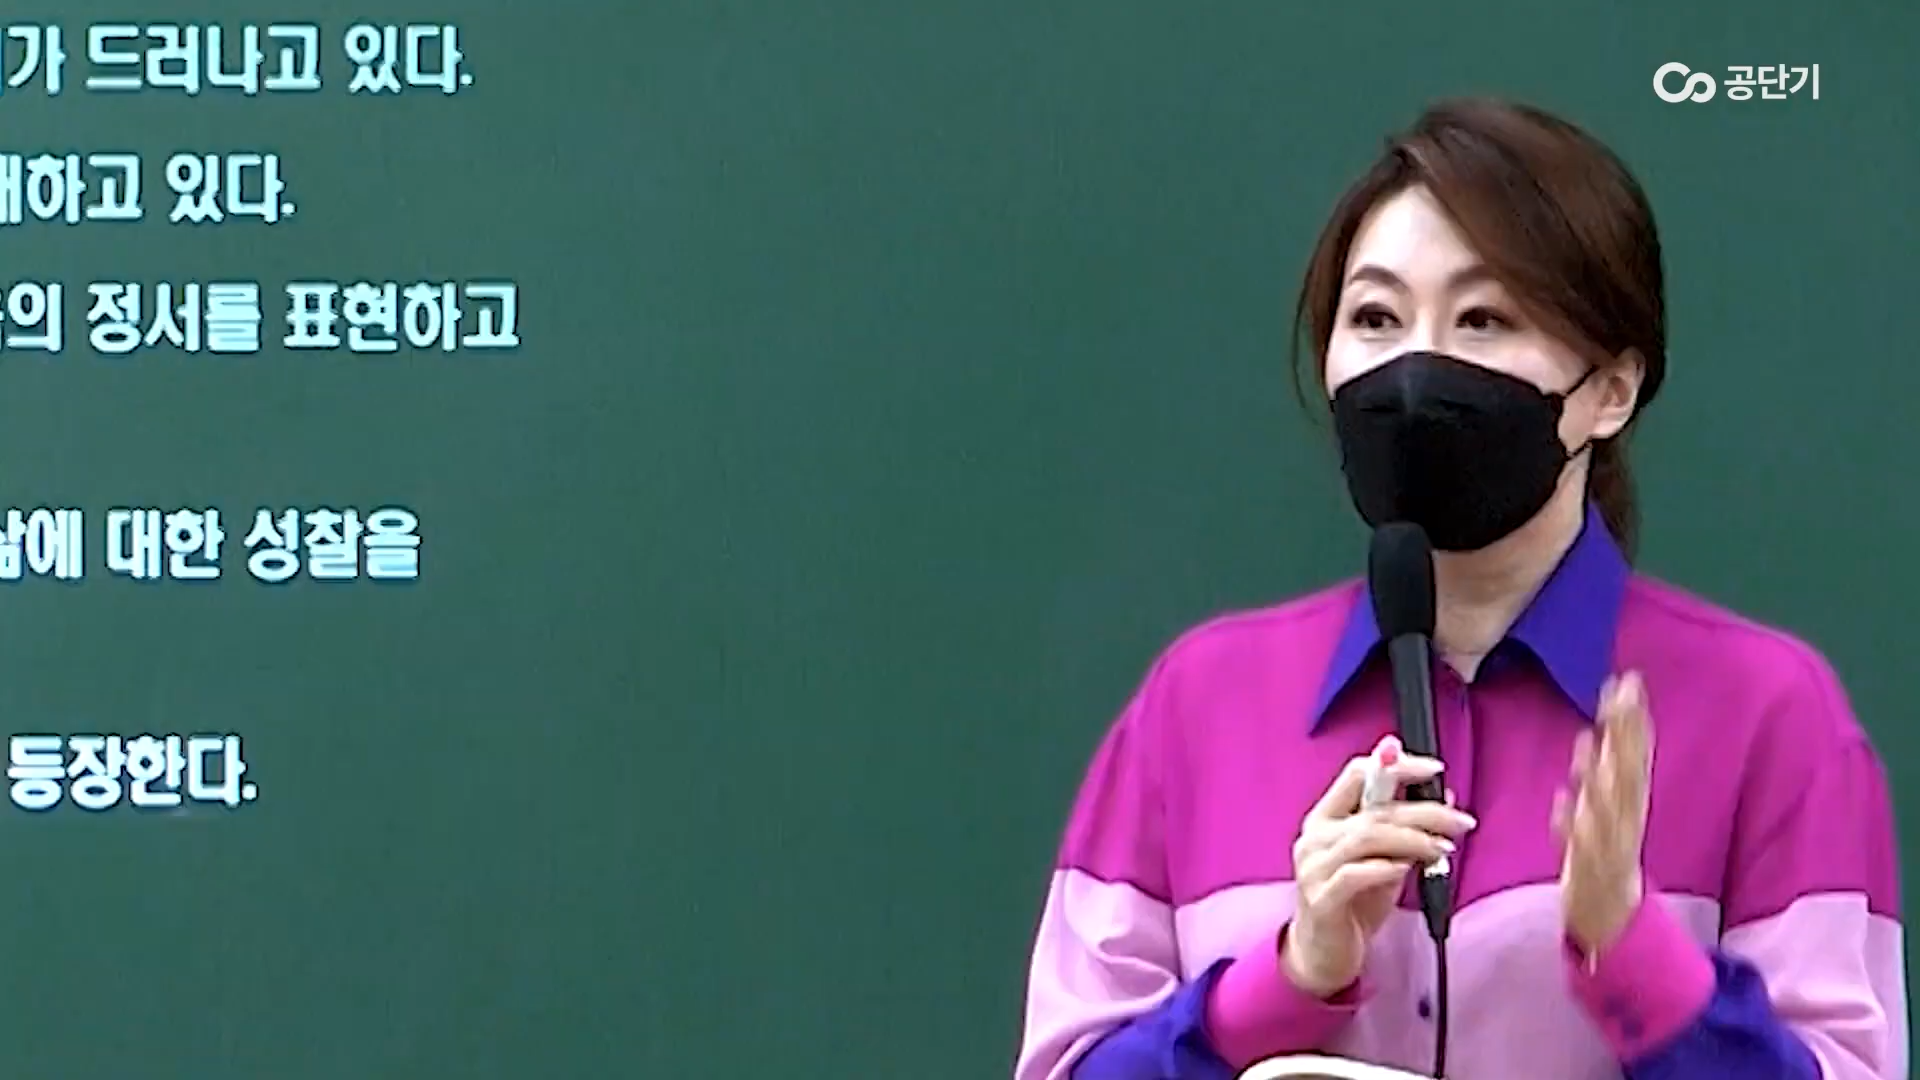 가 드러나고 있다.
하고 있다.
의 정서를 표현하고
삶에 대한 성찰을
등장한다.
공단기